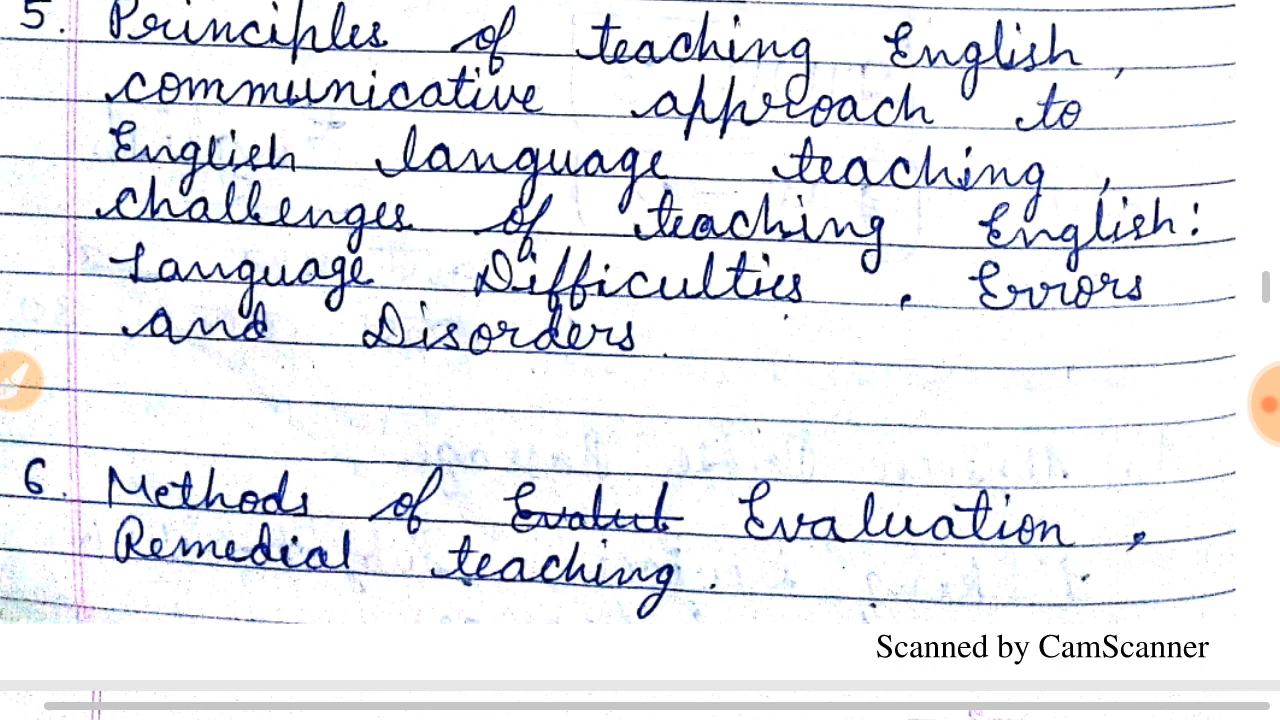 5. Principles of teaching English,
communicative approach to
English language teaching,
challenges of teaching English:
Language Difficulties. Errors
and Disorders.
6. Methods of Evalut Evaluation,
Remedial teaching.
Scanned by CamScanner